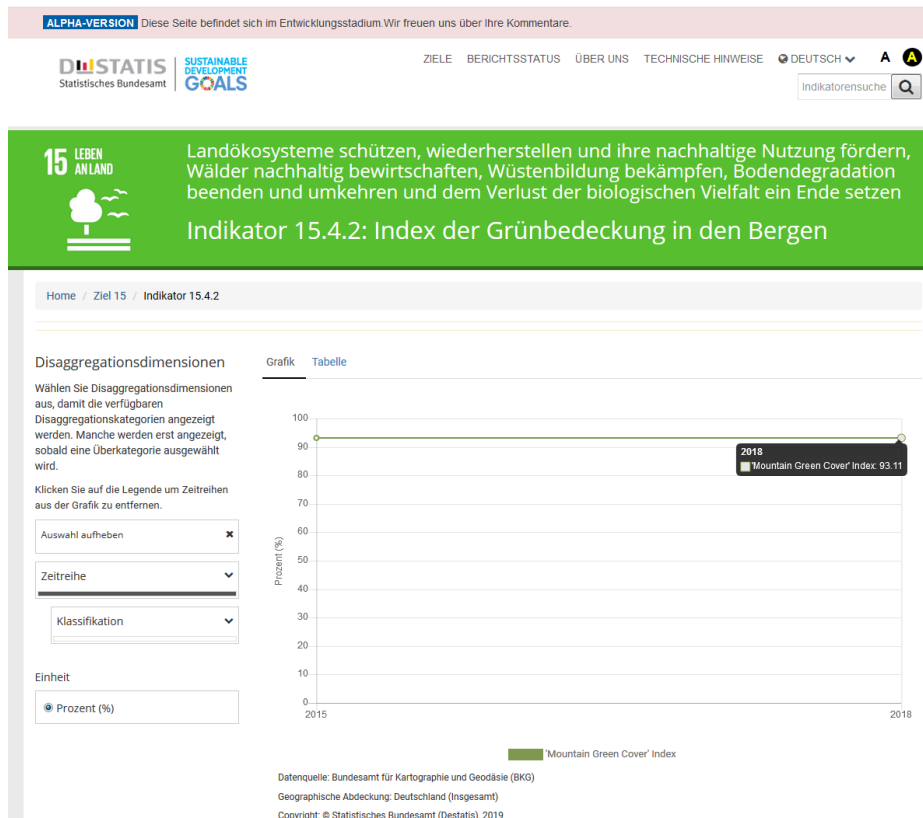 ALPHA-VERSION Diese Seite befindet sich im Entwicklungsstadium.Wir freuen uns über Ihre Kommentare.
DESTATIS
Statistisches Bundesamt
SUSTAINABLE
DEVELOPMENT
GOALS
ZIELE BERICHTSSTATUS ÜBER UNS TECHNISCHE HINWEISE DEUTSCH A A
Indikatorensuche
15 LEBEN
AN LAND
Landökosysteme schützen, wiederherstellen und ihre nachhaltige Nutzung fördern,
Wälder nachhaltig bewirtschaften, Wüstenbildung bekämpfen, Bodendegradation
beenden und umkehren und dem Verlust der biologischen Vielfalt ein Ende setzen
Indikator 15.4.2: Index der Grünbedeckung in den Bergen
Home / Ziel 15 / Indikator 15.4.2
Disaggregationsdimensionen
Wählen Sie Disaggregationsdimensionen
aus, damit die verfügbaren
Disaggregationskategorien angezeigt
werden. Manche werden erst angezeigt,
sobald eine Überkategorie ausgewählt
wird.
Klicken Sie auf die Legende um Zeitreihen
aus der Grafik zu entfernen.
Auswahl aufheben
Zeitreihe
Klassifikation
Einheit
Prozent (%)
Grafik Tabelle
100
90
80
70
60
50
40
30
20
10
0
Prozent (%)
2018
'Mountain Green Cover' Index: 93.11
2015 2018
'Mountain Green Cover' Index
Datenquelle: Bundesamt für Kartographie und Geodäsie (BKG)
Geographische Abdeckung: Deutschland (Insgesamt)
Copyright: © Statistisches Bundesamt (Destatis), 2019